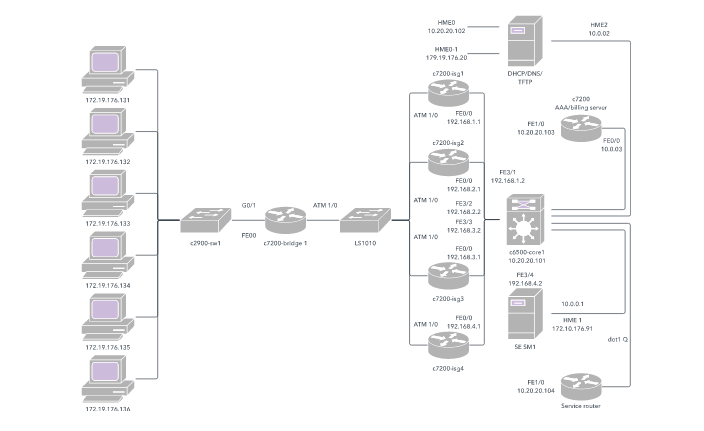 HME0
10.20.20.102
HME0-1
179.19.176.20
DHCP/DNS/
TFTP
HME2
10.0.02
c7200
AAA/billing server
FE1/0
10.20.20.103
FE0/0
10.0.03
172.19.176.131
172.19.176.132
172.19.176.133
172.19.176.134
172.19.176.135
172.19.176.136
c2900-sw1
G0/1
FE00
c7200-bridge 1
ATM 1/0
LS1010
c7200-isg1
ATM 1/0
FE0/0
192.168.1.1
c7200-isg2
FE0/0
192.168.2.1
ATM 1/0
FE3/1
192.168.1.2
FE3/2
192.168.2.2
FE3/3
192.168.3.2
ATM 1/0
FE0/0
192.168.3.1
c7200-isg3
ATM 1/0
FE0/0
192.168.4.1
c7200-isg4
c6500-core1
10.20.20.101
FE3/4
192.168.4.2
SE SM1
10.0.0.1
HME 1
172.10.176.91
dot1 Q
FE1/0
10.20.20.104
Service router